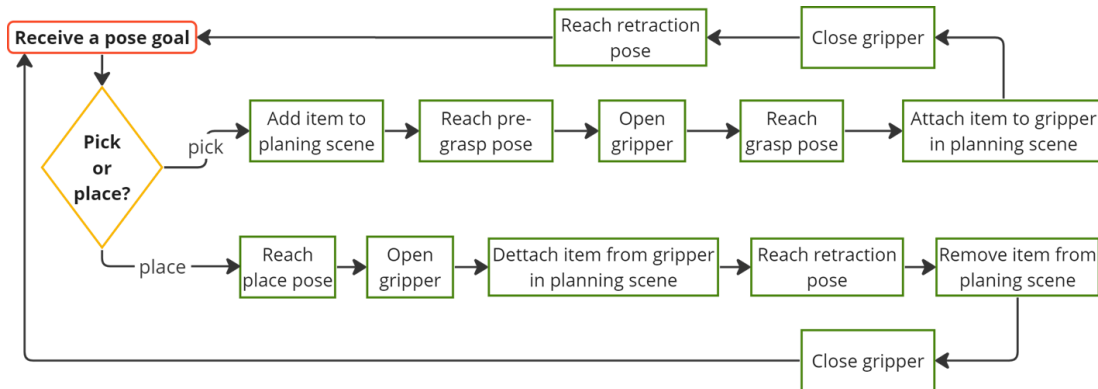 Receive a pose goal
Reach retraction
pose
Close gripper
Pick
or
place?
pick
Add item to
planing scene
Reach pre-
grasp pose
Open
gripper
Reach
grasp pose
Attach item to gripper
in planning scene
place
Reach
place pose
Open
gripper
Dettach item from gripper
in planning scene
Reach retraction
pose
Remove item from
planing scene
Close gripper